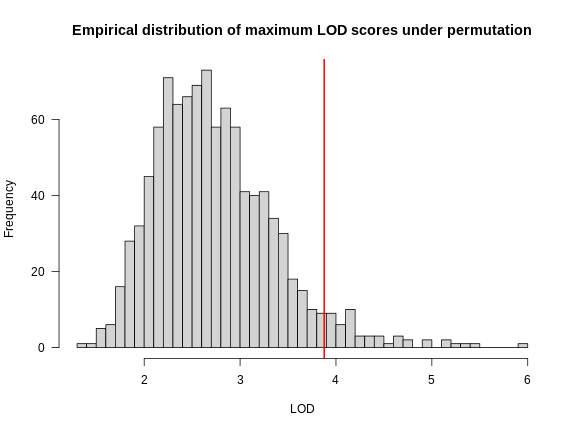 Empirical distribution of maximum LOD scores under permutation
Frequency
60
40
20
0
2 3 4 5 6
LOD